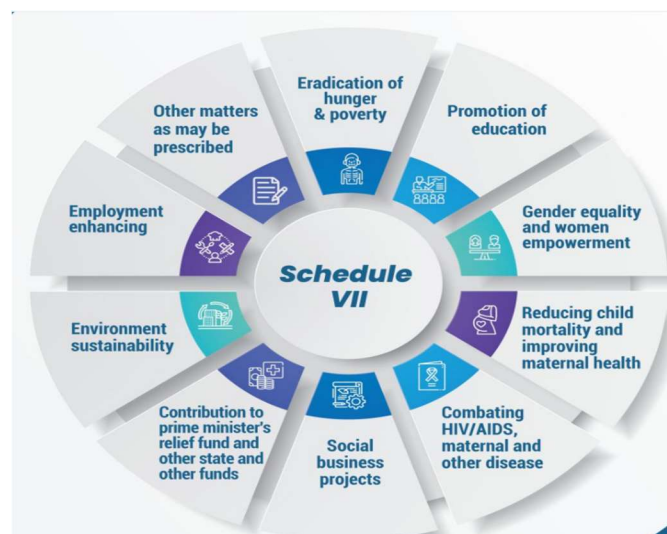 Eradication of
hunger
& poverty
Promotion of
education
Gender equality
and women
empowerment
Reducing child
mortality and
improving
maternal health
Combating
HIV/AIDS,
maternal and
other disease
Social
business
projects
Contribution to
prime minister's
relief fund and
other state and
other funds
Environment
sustainability
Employment
enhancing
Other matters
as may be
prescribed
Schedule
VII